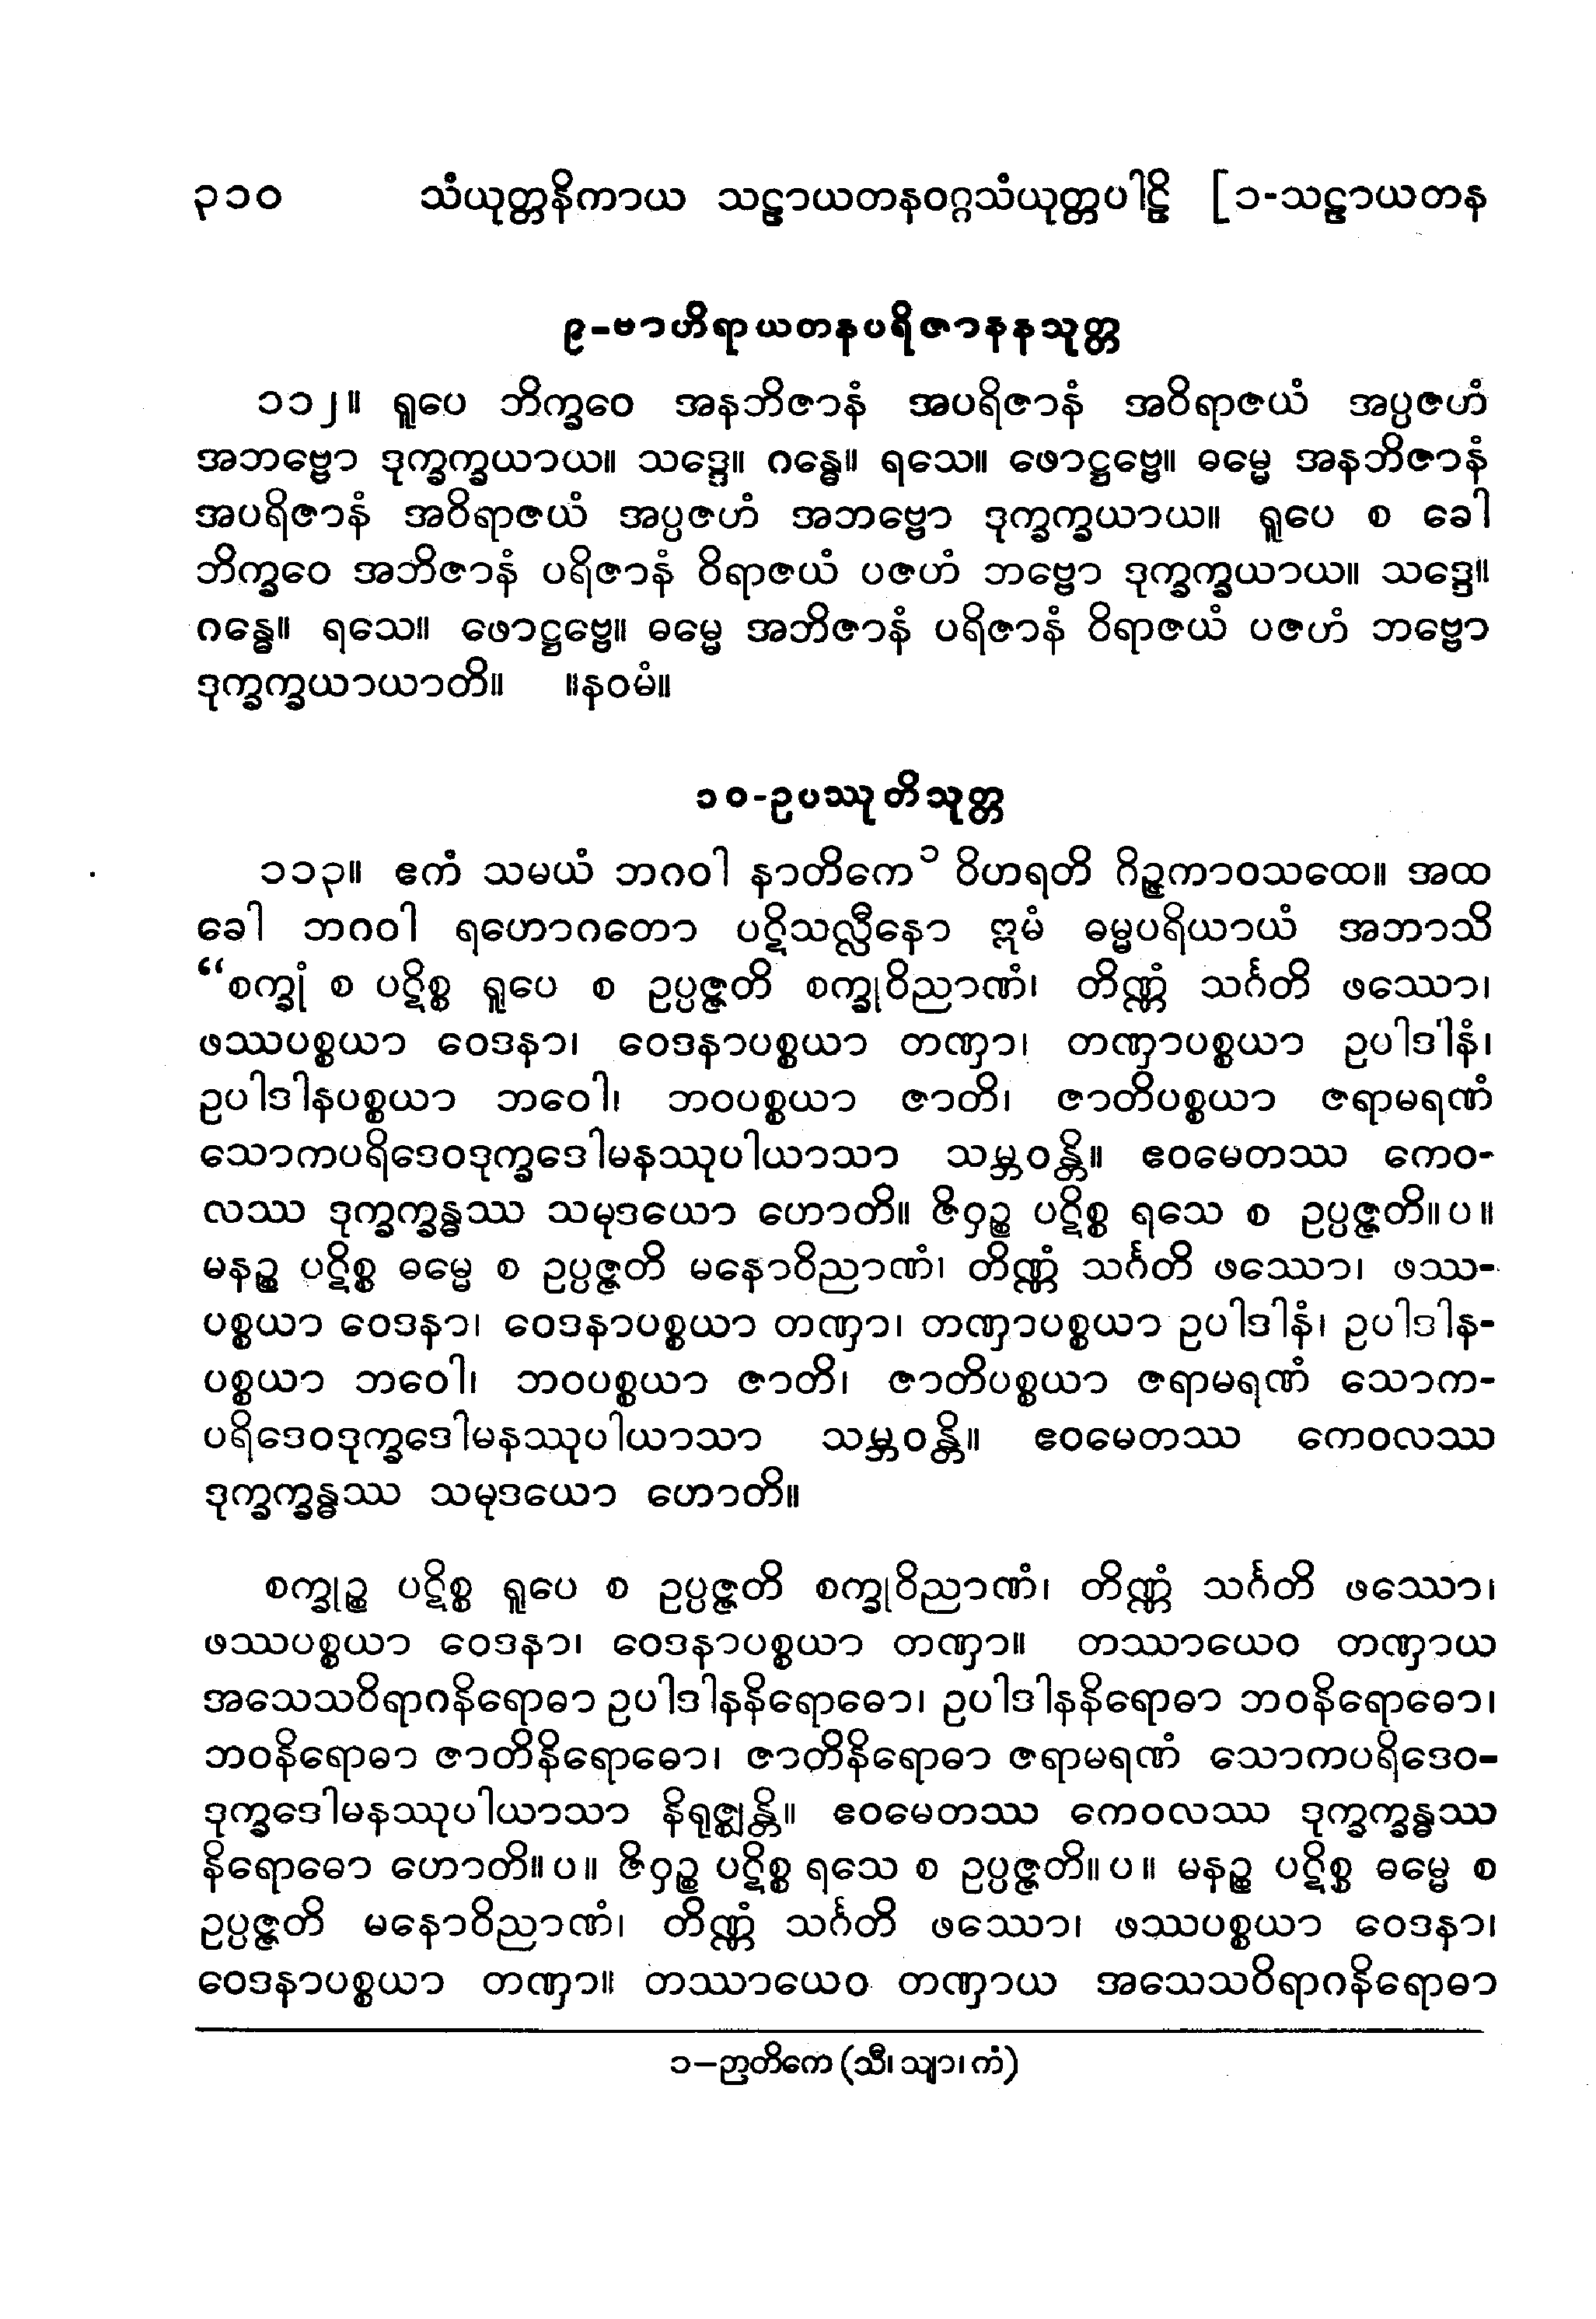 ၃၁၀ သံယုတ္တနိကာယ သဠာယတနဝဂ္ဂသံယုတ္တပါဠိ [၁-သဠာယတန
၉-ဗာဟိရာယတနပရိဇာနနသုတ္တ
၁၁၂။ ရူပေ ဘိက္ခဝေ အနဘိဇာနံ အပရိဇာနံ အဝိရာဇယံ အပ္ပဇဟံ
အဘဗ္ဗော ဒုက္ခက္ခယာယ။ သဒ္ဒေ။ ဂန္ဓေ။ ရသေ။ ဖောဋ္ဌဗ္ဗေ။ ဓမ္မေ အနဘိဇာနံ
အပရိဇာနံ အဝိရာဇယံ အပ္ပဇဟံ အဘဗ္ဗော ဒုက္ခက္ခယာယ။ ရူပေ စ ခေါ
ဘိက္ခဝေ အဘိဇာနံ ပရိဇာနံ ဝိရာဇယံ ပဇဟံ ဘဗ္ဗော ဒုက္ခက္ခယာယ။ သဒ္ဒေ။
ဂန္ဓေ။ ရသေ။ ဖောဋ္ဌဗ္ဗေ။ ဓမ္မေ အဘိဇာနံ ပရိဇာနံ ဝိရာဇယံ ပဇဟံ ဘဗ္ဗော
ဒုက္ခက္ခယာယာတိ။ ။နဝမံ။
၁၀-ဥပဿုတိသုတ္တ
၁၁၃။ ဧကံ သမယံ ဘဂဝါ နာတိကေ ၁ ဝိဟရတိ ဂိဉ္ဇကာဝသထေ။ အထ
ခေါ ဘဂဝါ ရဟောဂတော ပဋိသလ္လီနော ဣမံ ဓမ္မပရိယာယံ အဘာသိ
“စက္ခုံ စ ပဋိစ္စ ရူပေ စ ဥပ္ပဇ္ဇတိ စက္ခုဝိညာဏံ၊ တိဏ္ဏံ သင်္ဂတိ ဖဿော၊
ဖဿပစ္စယာ ဝေဒနာ၊ ဝေဒနာပစ္စယာ တဏှာ၊ တဏှာပစ္စယာ ဥပါဒါနံ၊
ဥပါဒါနပစ္စယာ ဘဝေါ၊ ဘဝပစ္စယာ ဇာတိ၊ ဇာတိပစ္စယာ ဇရာမရဏံ
သောကပရိဒေဝဒုက္ခဒေါမနဿုပါယာသာ သမ္ဘဝန္တိ။ ဧဝမေတဿ ကေဝ-
လဿ ဒုက္ခက္ခန္ဓဿ သမုဒယော ဟောတိ။ ဇိဝှဉ္စ ပဋိစ္စ ရသေ စ ဥပ္ပဇ္ဇတိ။ပ။
မနဉ္စ ပဋိစ္စ ဓမ္မေ စ ဥပ္ပဇ္ဇတိ မနောဝိညာဏံ၊ တိဏ္ဏံ သင်္ဂတိ ဖဿော၊ ဖဿ-
ပစ္စယာ ဝေဒနာ၊ ဝေဒနာပစ္စယာ တဏှာ၊ တဏှာပစ္စယာ ဥပါဒါနံ၊ ဥပါဒါန-
ပစ္စယာ ဘဝေါ၊ ဘဝပစ္စယာ ဇာတိ၊ ဇာတိပစ္စယာ ဇရာမရဏံ သောက-
ပရိဒေဝဒုက္ခဒေါမနဿုပါယာသာ သမ္ဘဝန္တိ။ ဧဝမေတဿ ကေဝလဿ
ဒုက္ခက္ခန္ဓဿ သမုဒယော ဟောတိ။
စက္ခုဉ္စ ပဋိစ္စ ရူပေ စ ဥပ္ပဇ္ဇတိ စက္ခုဝိညာဏံ၊ တိဏ္ဏံ သင်္ဂတိ ဖဿော၊
ဖဿပစ္စယာ ဝေဒနာ၊ ဝေဒနာပစ္စယာ တဏှာ။ တဿာယေဝ တဏှာယ
အသေသဝိရာဂနိရောဓာ ဥပါဒါနနိရောဓော၊ ဥပါဒါနနိရောဓာ ဘဝနိရောဓော၊
ဘဝနိရောဓာ ဇာတိနိရောဓော၊ ဇာတိနိရောဓာ ဇရာမရဏံ သောကပရိဒေဝ-
ဒုက္ခဒေါမနဿုပါယာသာ နိရုဇ္ဈန္တိ။ ဧဝမေတဿ ကေဝလဿ ဒုက္ခက္ခန္ဓဿ
နိရောဓော ဟောတိ။ပ။ ဇိဝှဉ္စ ပဋိစ္စ ရသေ စ ဥပ္ပဇ္ဇတိ။ပ။ မနဉ္စ ပဋိစ္စ ဓမ္မေ စ
ဥပ္ပဇ္ဇတိ မနောဝိညာဏံ၊ တိဏ္ဏံ သင်္ဂတိ ဖဿော၊ ဖဿပစ္စယာ ဝေဒနာ၊
ဝေဒနာပစ္စယာ တဏှာ။ တဿာယေဝ တဏှာယ အသေသဝိရာဂနိရောဓာ
၁–ဉာတိကေ (သီ၊ သျာ၊ ကံ)